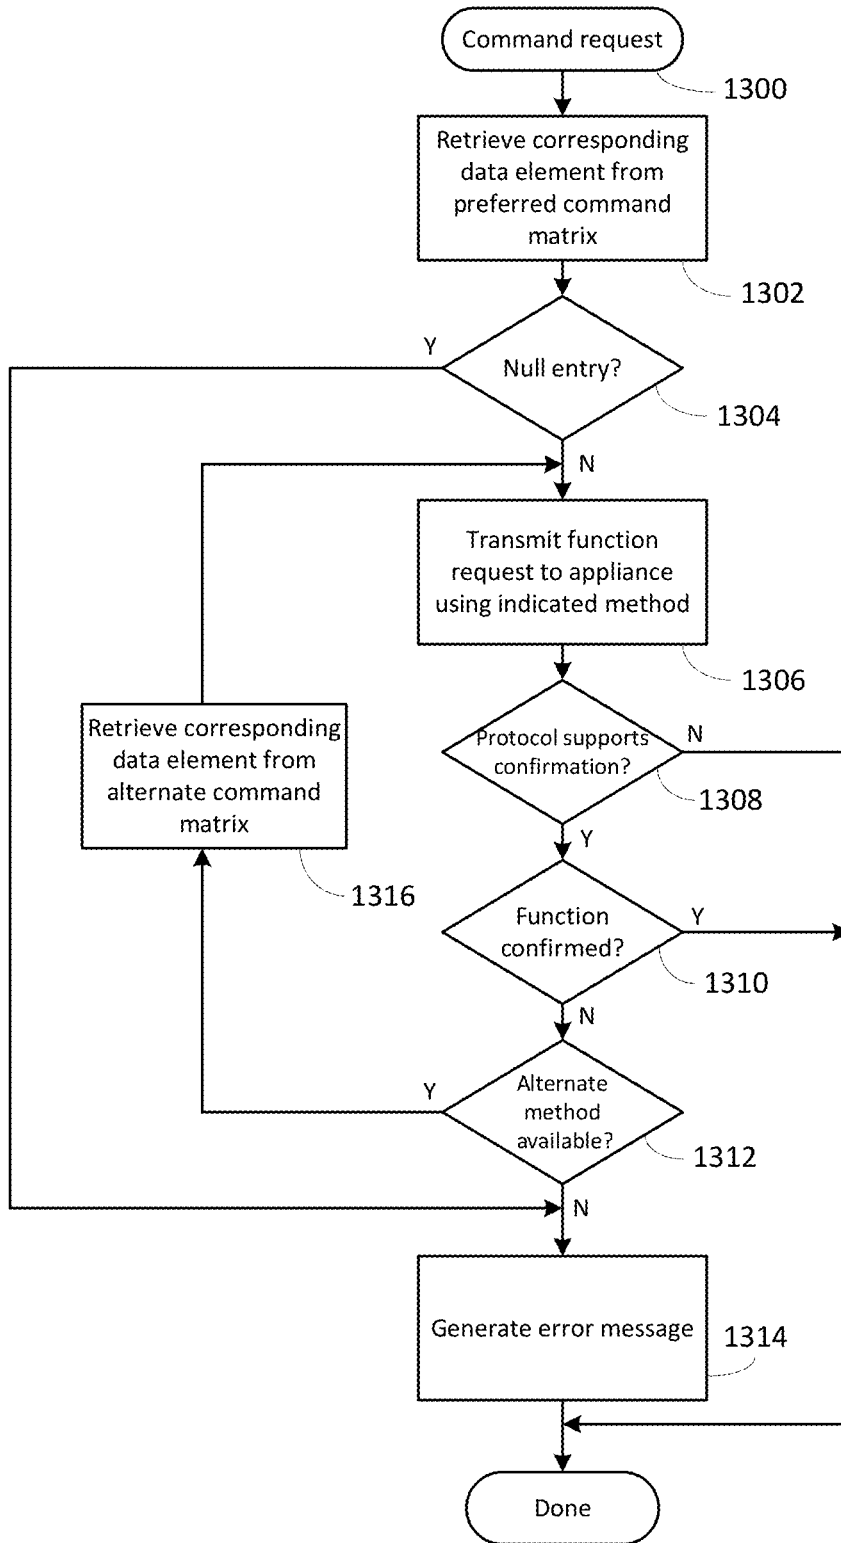 Command request
1300
Retrieve corresponding
data element from
preferred command
matrix
1302
Y
Null entry?
1304
N
Transmit function
request to appliance
using indicated method
1306
Retrieve corresponding
data element from
alternate command
matrix
1316
Protocol supports
confirmation?
N
1308
Y
Function
confirmed?
Y
1310
N
Y
Alternate
method
available?
1312
N
Generate error message
1314
Done